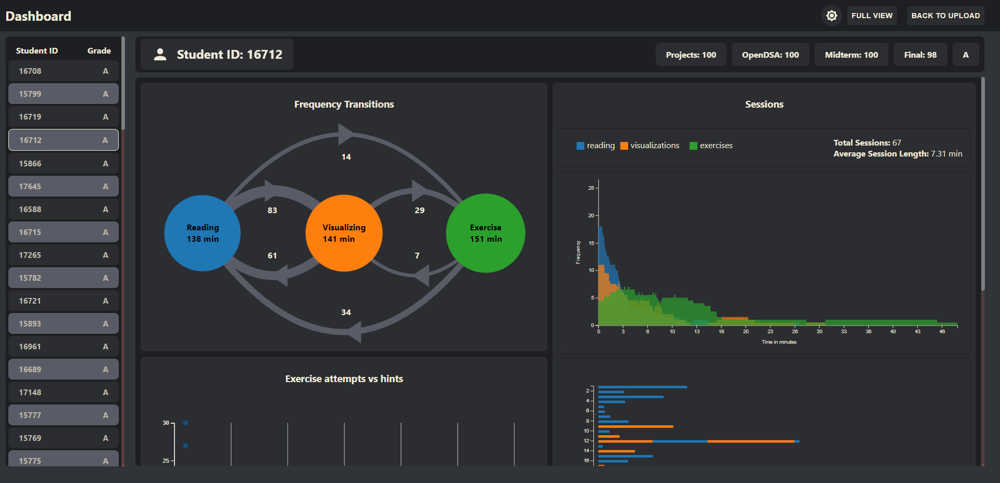 Dashboard
FULL VIEW
BACK TO UPLOAD
Student ID Grade
16708 A
15799 A
16719 A
16712 A
15866 A
17645 A
16588 A
16715 A
17265 A
15782 A
16721 A
15893 A
16961 A
16689 A
17148 A
15777 A
15769 A
15775 A
Student ID: 16712
Projects: 100
OpenDSA: 100
Midterm: 100
Final: 98
A
Frequency Transitions
14
83
29
Reading
138 min
Visualizing
141 min
Exercise
151 min
61
7
34
Exercise attempts vs hints
30
25
Sessions
reading visualizations exercises
Total Sessions: 67
Average Session Length: 7.31 min
25
20
15
10
5
0
Frequency
0 3 6 10 13 16 20 23 26 30 33 36 40 43 46
Time in minutes
2
4
6
8
10
12
14
16